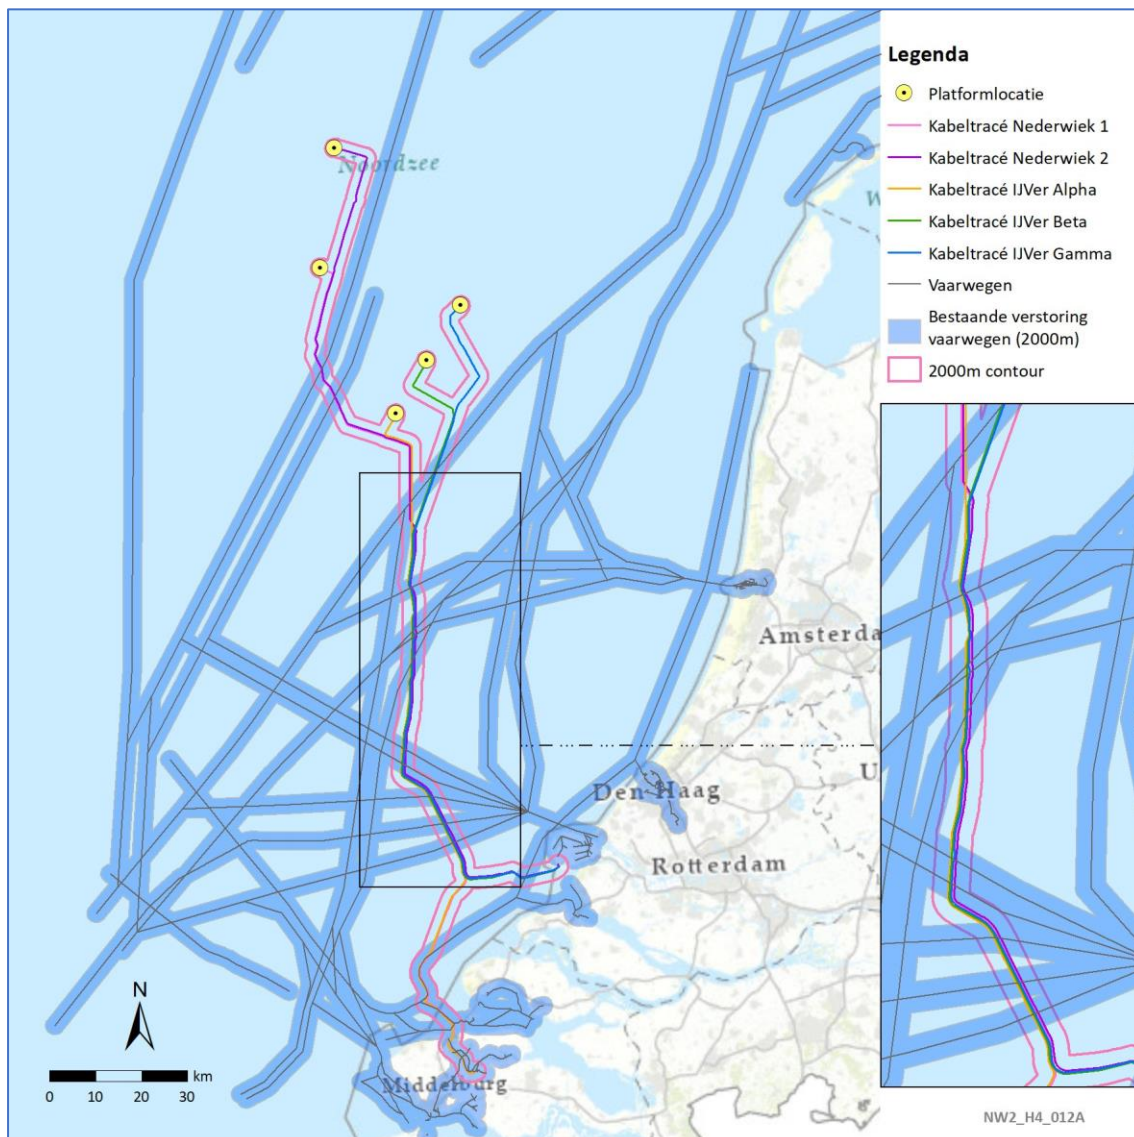 Legenda
Platformlocatie
Kabeltracé Nederwiek 1
Kabeltracé Nederwiek 2
Kabeltracé IJVer Alpha
Kabeltracé IJVer Beta
Kabeltracé IJVer Gamma
Vaarwegen
Bestaande verstoring
vaarwegen (2000m)
2000m contour
Noordzee
W
Amsterda
U
Den Haag
Rotterdam
Middelburg
N
km
0 10 20 30
NW2_H4_012A